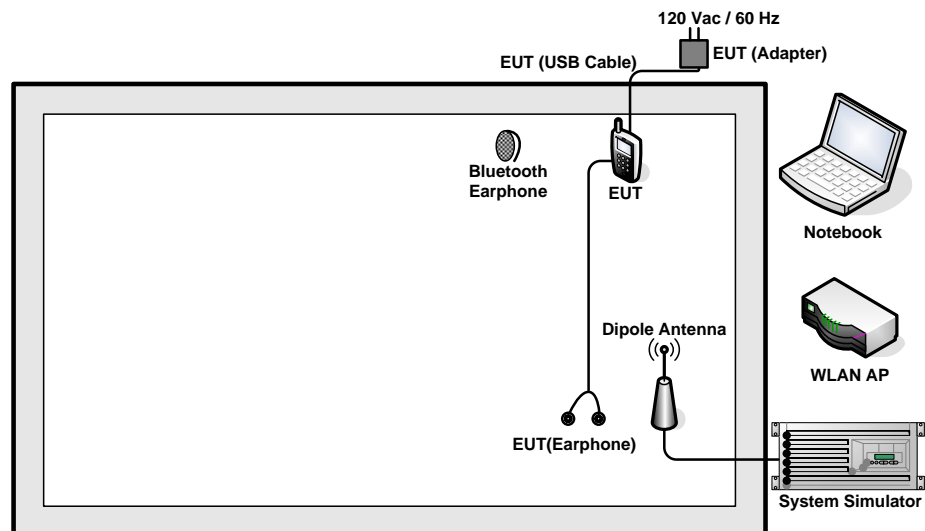 120 Vac / 60 Hz
EUT (Adapter)
EUT (USB Cable)
Bluetooth
Earphone
EUT
Notebook
Dipole Antenna
WLAN AP
EUT(Earphone)
System Simulator